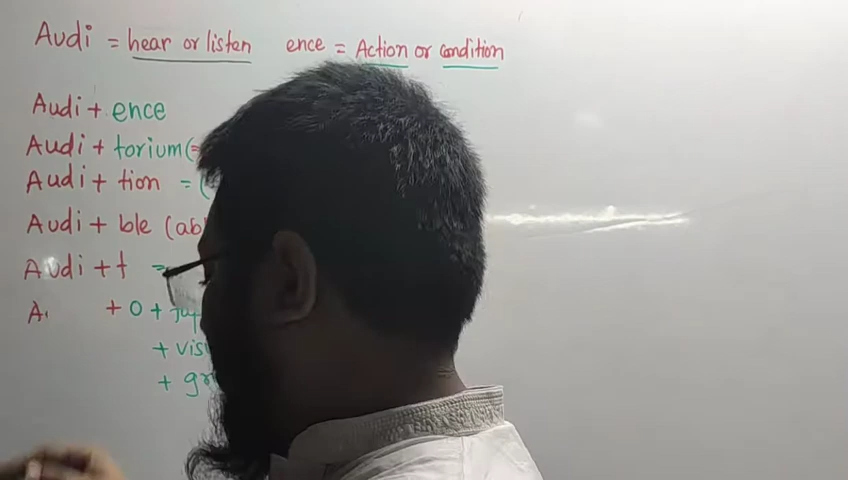 Audi = hear or listen ence = Action or condition
Audi + ence
Audi + torium (=
Audi + tion = (
Audi + ble (ab
Audi + t =
A + o +
+ vis
+ gr